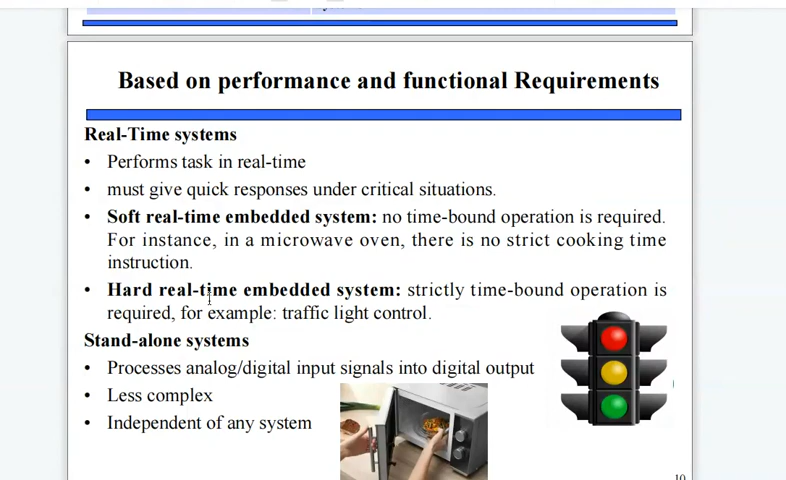 Based on performance and functional Requirements
Real-Time systems
• Performs task in real-time
• must give quick responses under critical situations.
• Soft real-time embedded system: no time-bound operation is required.
For instance, in a microwave oven, there is no strict cooking time
instruction.
• Hard real-time embedded system: strictly time-bound operation is
required, for example: traffic light control.
Stand-alone systems
• Processes analog/digital input signals into digital output
• Less complex
• Independent of any system
10